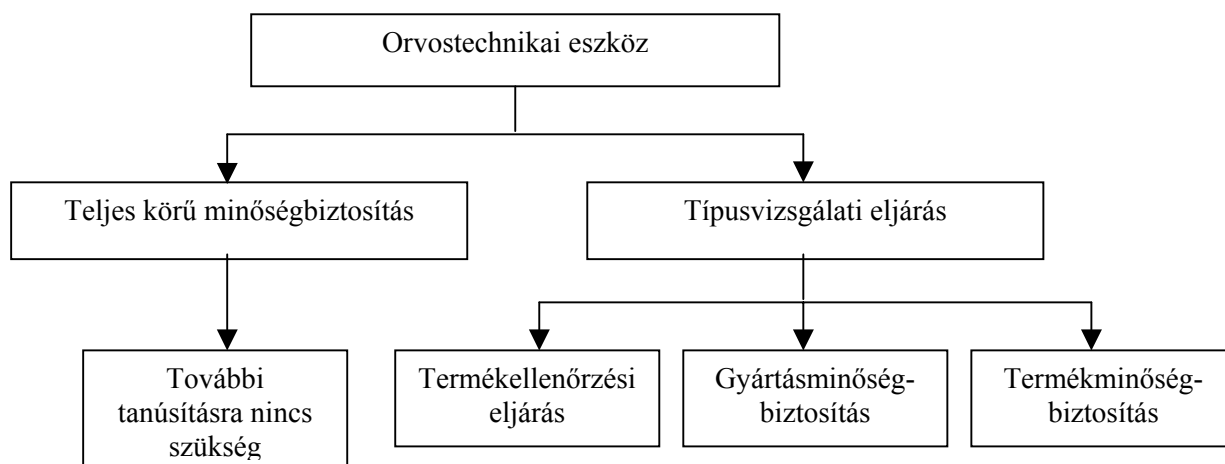 Orvostechnikai eszköz
Teljes körű minőségbiztosítás
Típusvizsgálati eljárás
További
tanúsításra nincs
szükség
Termékellenőrzési
eljárás
Gyártásminőség-
biztosítás
Termékminőség-
biztosítás